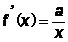 f'(x) = a/x